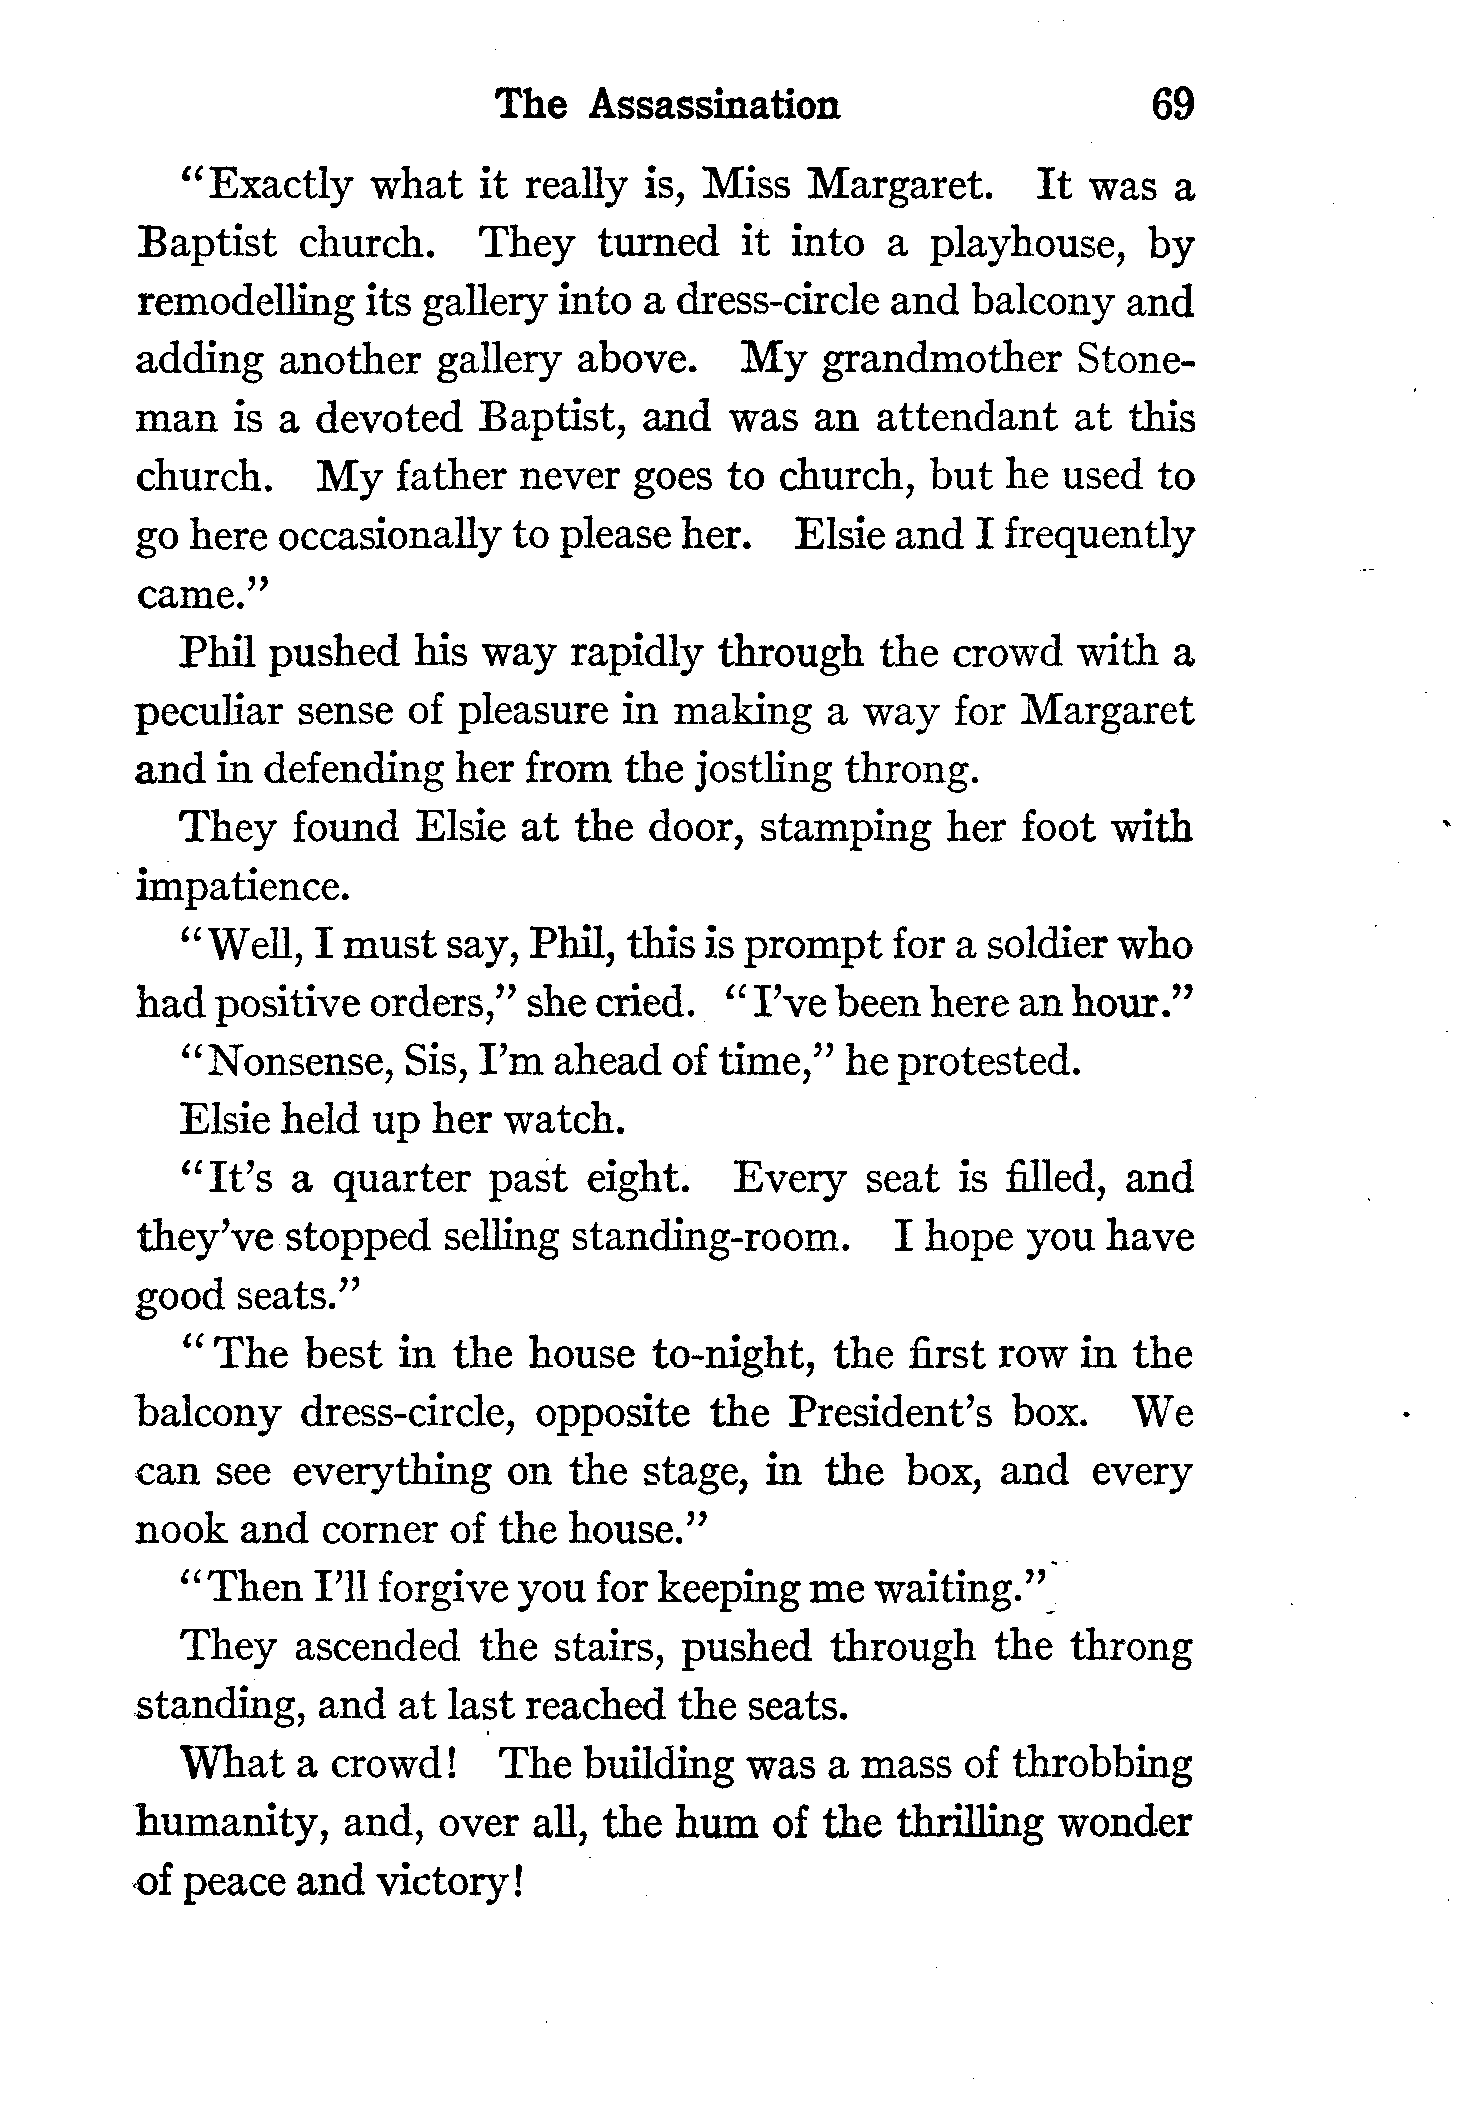 The Assassination 69
“Exactly what it really is, Miss Margaret. It was a
Baptist church. They turned it into a playhouse, by
remodelling its gallery into a dress-circle and balcony and
adding another gallery above. My grandmother Stone-
man is a devoted Baptist, and was an attendant at this
church. My father never goes to church, but he used to
go here occasionally to please her. Elsie and I frequently
came.”
Phil pushed his way rapidly through the crowd with a
peculiar sense of pleasure in making a way for Margaret
and in defending her from the jostling throng.
They found Elsie at the door, stamping her foot with
impatience.
“Well, I must say, Phil, this is prompt for a soldier who
had positive orders,” she cried. “I’ve been here an hour.”
“Nonsense, Sis, I’m ahead of time,” he protested.
Elsie held up her watch.
“It’s a quarter past eight. Every seat is filled, and
they’ve stopped selling standing-room. I hope you have
good seats.”
“The best in the house to-night, the first row in the
balcony dress-circle, opposite the President’s box. We
can see everything on the stage, in the box, and every
nook and corner of the house.”
“Then I’ll forgive you for keeping me waiting.”
They ascended the stairs, pushed through the throng
standing, and at last reached the seats.
What a crowd! The building was a mass of throbbing
humanity, and, over all, the hum of the thrilling wonder
of peace and victory!